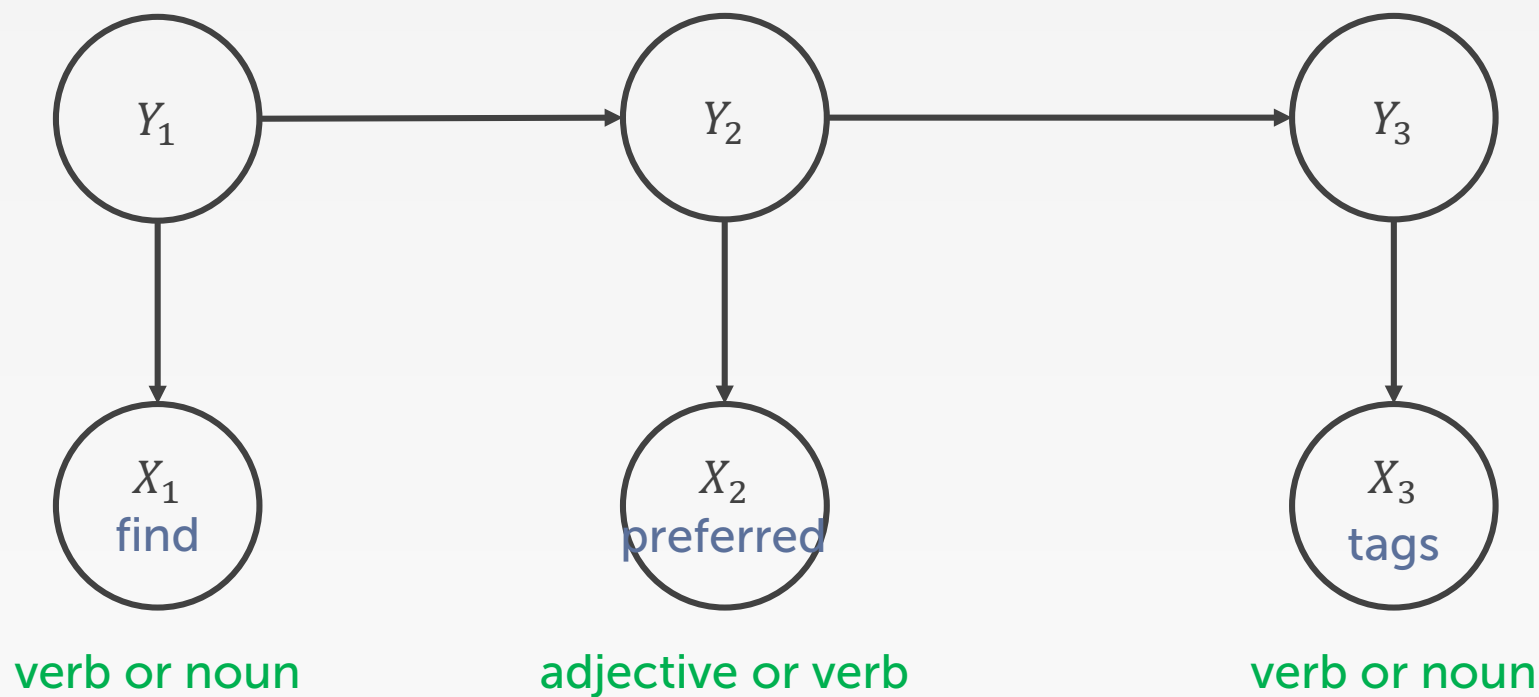 Y₁
Y₂
Y₃
X₁
find
X₂
preferred
X₃
tags
verb or noun
adjective or verb
verb or noun